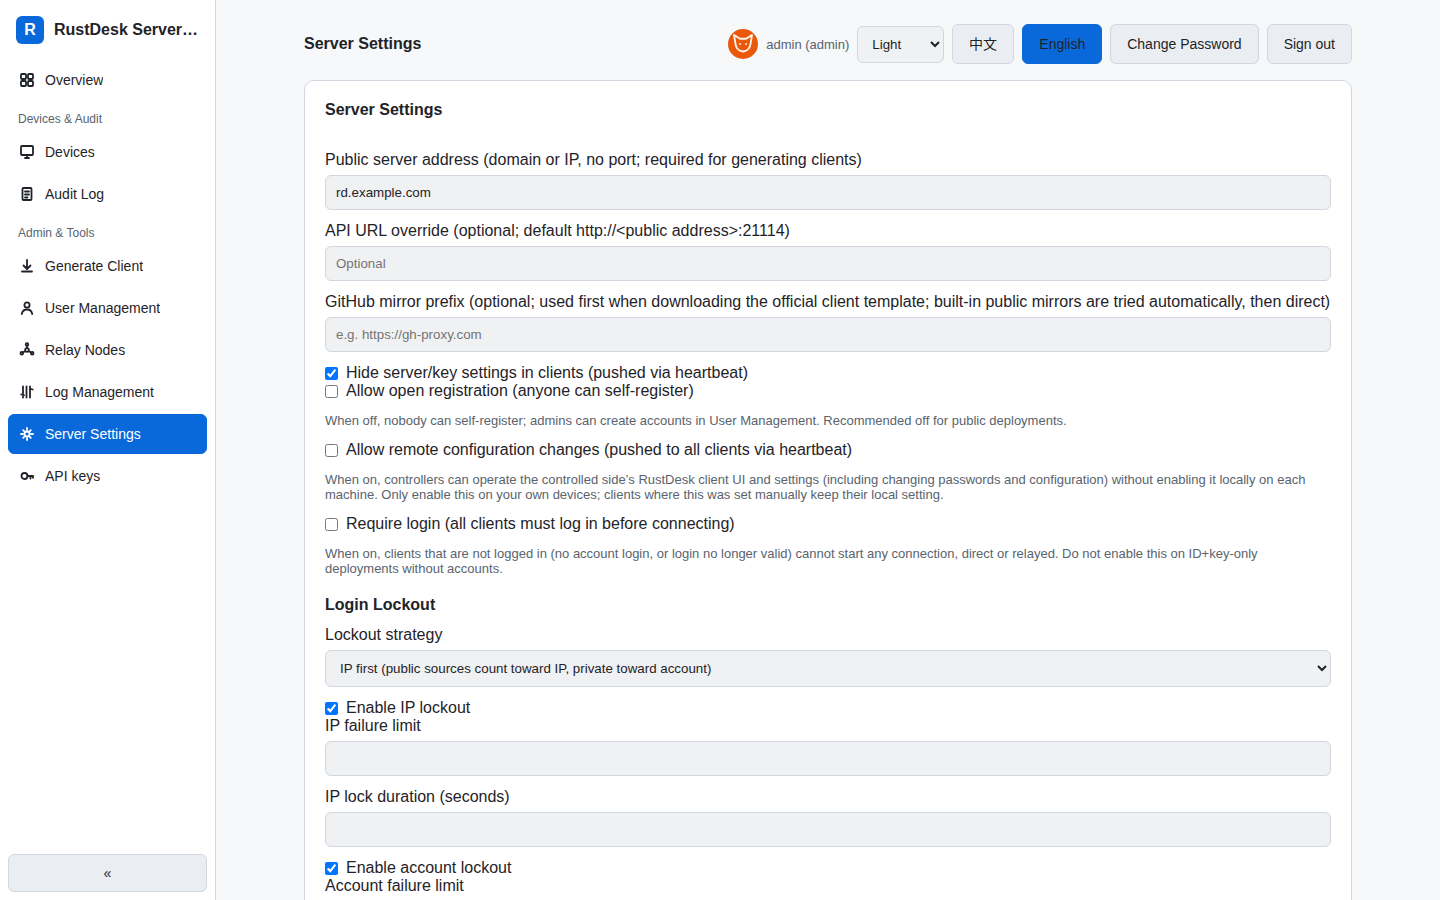 R RustDesk Server…
Overview
Devices & Audit
Devices
Audit Log
Admin & Tools
Generate Client
User Management
Relay Nodes
Log Management
Server Settings
API keys
«
Server Settings
admin (admin)
Light
中文
English
Change Password
Sign out
Server Settings
Public server address (domain or IP, no port; required for generating clients)
rd.example.com
API URL override (optional; default http://<public address>:21114)
Optional
GitHub mirror prefix (optional; used first when downloading the official client template; built-in public mirrors are tried automatically, then direct)
e.g. https://gh-proxy.com
Hide server/key settings in clients (pushed via heartbeat)
Allow open registration (anyone can self-register)
When off, nobody can self-register; admins can create accounts in User Management. Recommended off for public deployments.
Allow remote configuration changes (pushed to all clients via heartbeat)
When on, controllers can operate the controlled side's RustDesk client UI and settings (including changing passwords and configuration) without enabling it locally on each
machine. Only enable this on your own devices; clients where this was set manually keep their local setting.
Require login (all clients must log in before connecting)
When on, clients that are not logged in (no account login, or login no longer valid) cannot start any connection, direct or relayed. Do not enable this on ID+key-only
deployments without accounts.
Login Lockout
Lockout strategy
IP first (public sources count toward IP, private toward account)
Enable IP lockout
IP failure limit
IP lock duration (seconds)
Enable account lockout
Account failure limit